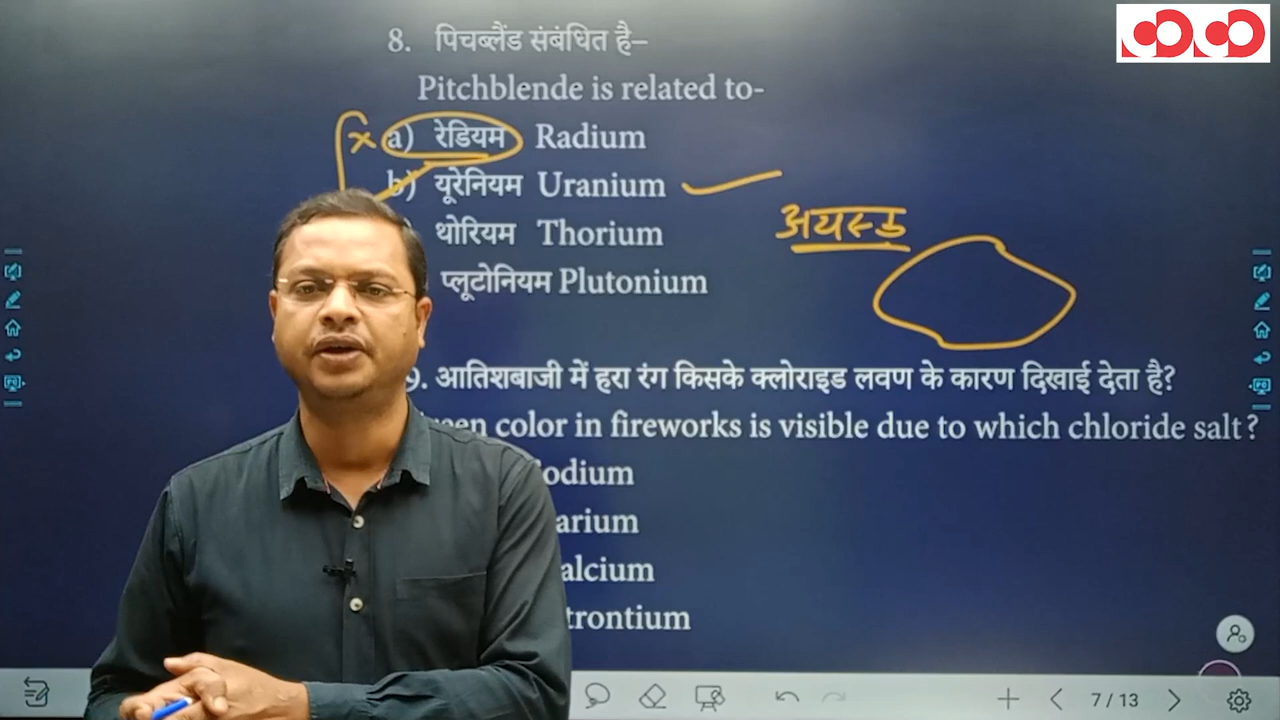 8. पिचब्लैंड संबंधित है–
Pitchblende is related to-
x a) रेडियम Radium
b) यूरेनियम Uranium
थोरियम Thorium
अयस्क
प्लूटोनियम Plutonium
9. आतिशबाजी में हरा रंग किसके क्लोराइड लवण के कारण दिखाई देता है?
een color in fireworks is visible due to which chloride salt?
odium
arium
alcium
trontium
7 / 13